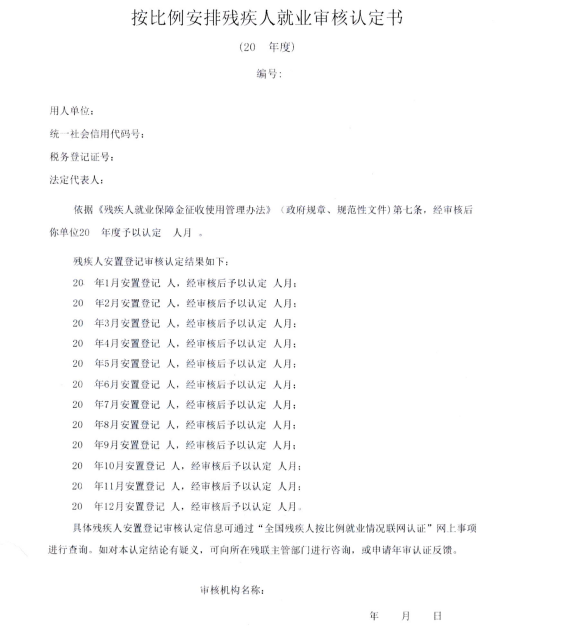 按比例安排残疾人就业审核认定书
(20 年度)
编号:
用人单位:
统一社会信用代码号:
税务登记证号:
法定代表人:
依据《残疾人就业保障金征收使用管理办法》（政府规章、规范性文件)第七条，经审核后
你单位20 年度予以认定 人月 。
残疾人安置登记审核认定结果如下:
20 年1月安置登记 人，经审核后予以认定 人月;
20 年2月安置登记 人，经审核后予以认定 人月;
20 年3月安置登记 人，经审核后予以认定 人月;
20 年4月安置登记 人，经审核后予以认定 人月;
20 年5月安置登记 人，经审核后予以认定 人月;
20 年6月安置登记 人，经审核后予以认定 人月;
20 年7月安置登记 人，经审核后予以认定 人月;
20 年8月安置登记 人，经审核后予以认定 人月;
20 年9月安置登记 人，经审核后予以认定 人月;
20 年10月安置登记 人，经审核后予以认定 人月;
20 年11月安置登记 人，经审核后予以认定 人月;
20 年12月安置登记 人，经审核后予以认定 人月。
具体残疾人安置登记审核认定信息可通过“全国残疾人按比例就业情况联网认证”网上事项
进行查询。如对本认定结论有疑义，可向所在残联主管部门进行咨询，或申请年审认证反馈。
审核机构名称:
年 月 日